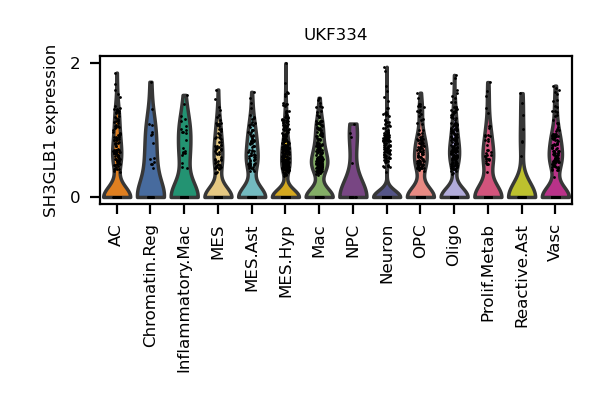 UKF334
SH3GLB1 expression
2
0
AC
Chromatin.Reg
Inflammatory.Mac
MES
MES.Ast
MES.Hyp
Mac
NPC
Neuron
OPC
Oligo
Prolif.Metab
Reactive.Ast
Vasc